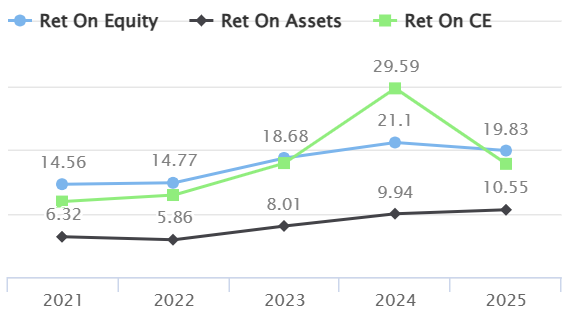 Ret On Equity Ret On Assets Ret On CE
29.59
21.1
18.68 19.83
14.56 14.77
9.94 10.55
6.32 5.86 8.01
2021 2022 2023 2024 2025